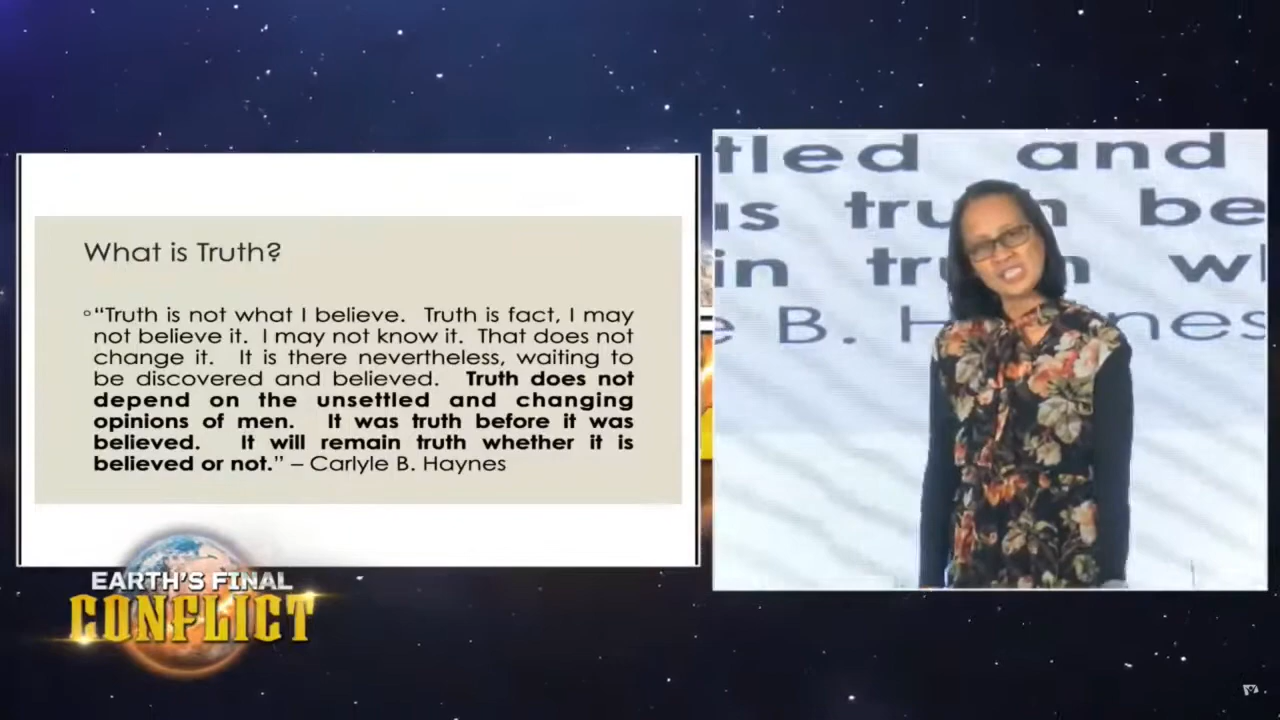 What is Truth?
“Truth is not what I believe. Truth is fact, I may
not believe it. I may not know it. That does not
change it. It is there nevertheless, waiting to
be discovered and believed. Truth does not
depend on the unsettled and changing
opinions of men. It was truth before it was
believed. It will remain truth whether it is
believed or not.” – Carlyle B. Haynes
EARTH'S FINAL
CONFLICT
tled and
is truth be
in truth wh
e B. Haynes